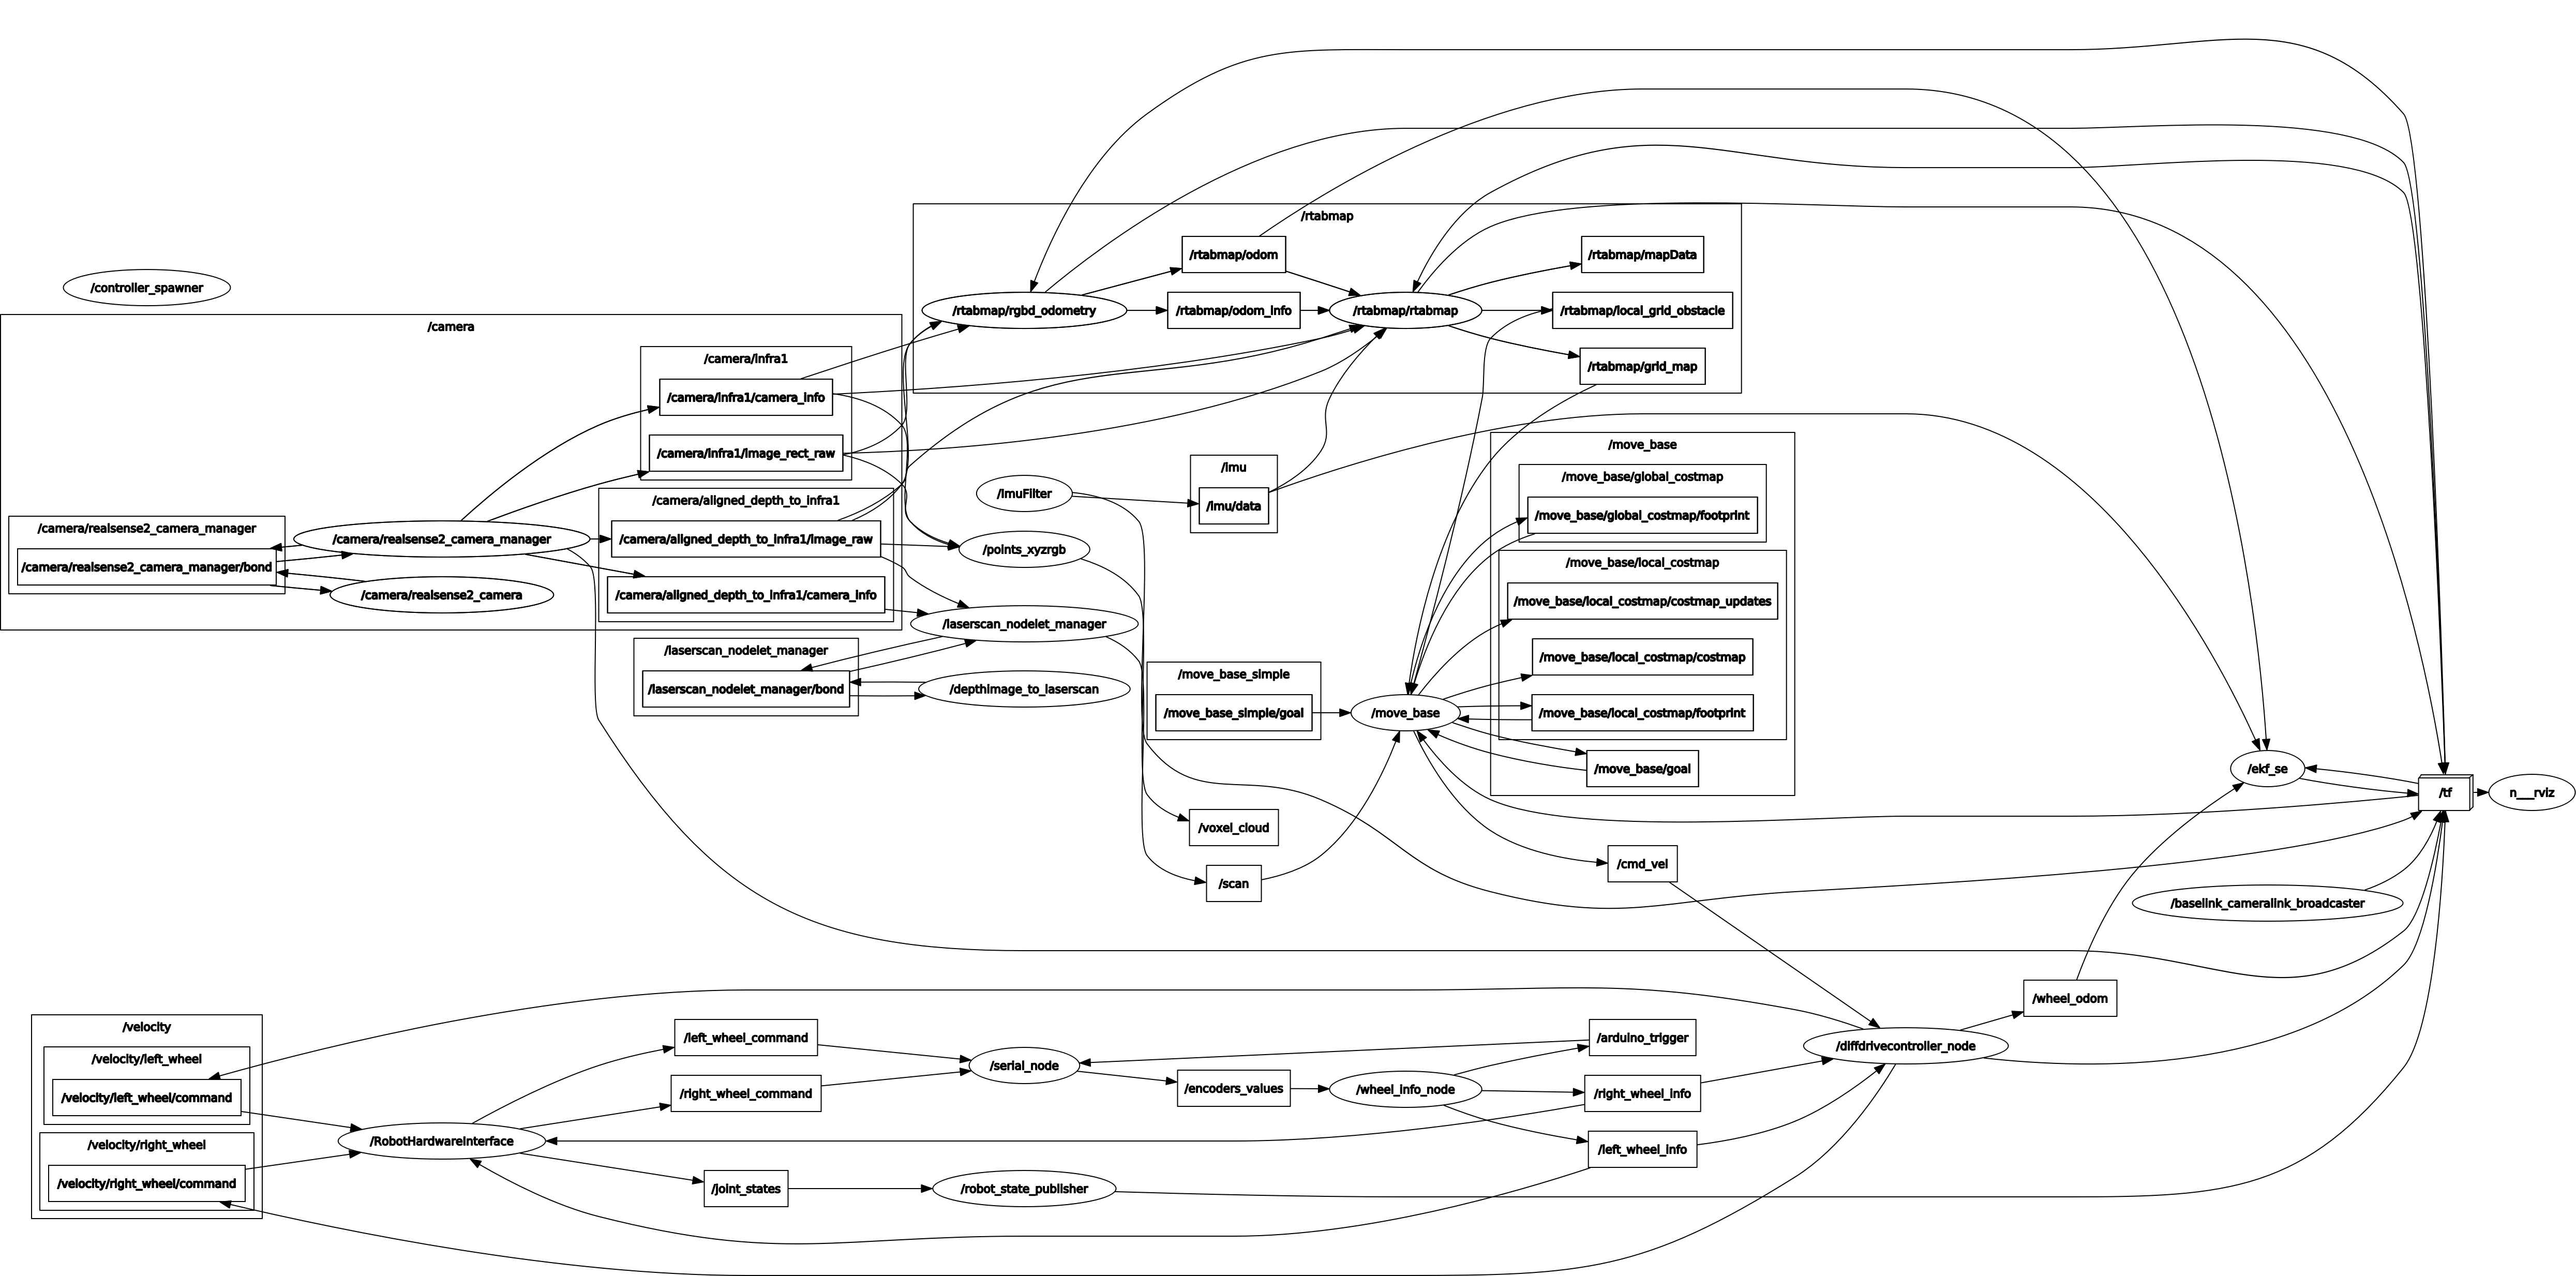 /controller_spawner
/camera
/camera/infra1
/camera/infra1/camera_info
/camera/infra1/image_rect_raw
/camera/aligned_depth_to_infra1
/camera/aligned_depth_to_infra1/image_raw
/camera/aligned_depth_to_infra1/camera_info
/camera/realsense2_camera_manager
/camera/realsense2_camera_manager/bond
/camera/realsense2_camera_manager
/camera/realsense2_camera
/laserscan_nodelet_manager
/laserscan_nodelet_manager/bond
/rtabmap
/rtabmap/rgbd_odometry
/rtabmap/odom
/rtabmap/odom_info
/rtabmap/rtabmap
/rtabmap/mapData
/rtabmap/local_grid_obstacle
/rtabmap/grid_map
/imuFilter
/points_xyzrgb
/laserscan_nodelet_manager
/depthimage_to_laserscan
/imu
/imu/data
/move_base_simple
/move_base_simple/goal
/voxel_cloud
/scan
/move_base
/move_base
/move_base/global_costmap
/move_base/global_costmap/footprint
/move_base/local_costmap
/move_base/local_costmap/costmap_updates
/move_base/local_costmap/costmap
/move_base/local_costmap/footprint
/move_base/goal
/cmd_vel
/ekf_se
/tf
n___rviz
/baselink_cameralink_broadcaster
/wheel_odom
/diffdrivecontroller_node
/velocity
/velocity/left_wheel
/velocity/left_wheel/command
/velocity/right_wheel
/velocity/right_wheel/command
/RobotHardwareInterface
/left_wheel_command
/right_wheel_command
/joint_states
/serial_node
/robot_state_publisher
/encoders_values
/wheel_info_node
/arduino_trigger
/right_wheel_info
/left_wheel_info